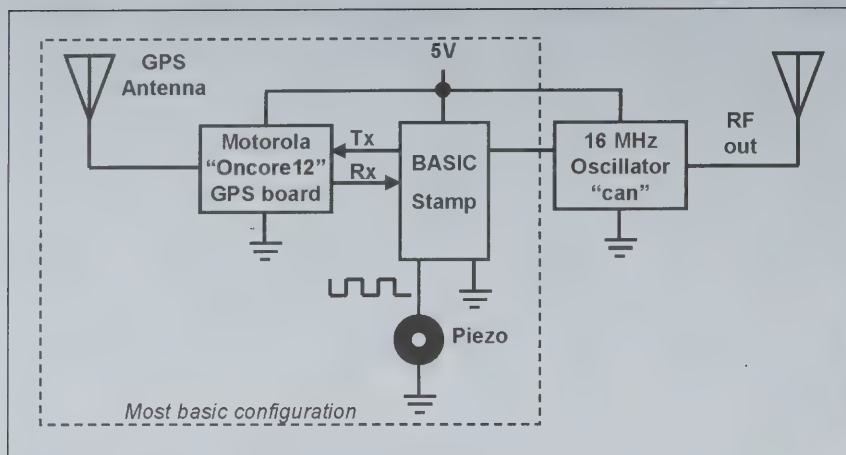 GPS
Antenna
5V
Motorola
"Oncore12"
GPS board
Tx
Rx
BASIC
Stamp
16 MHz
Oscillator
"can"
RF
out
Piezo
Most basic configuration